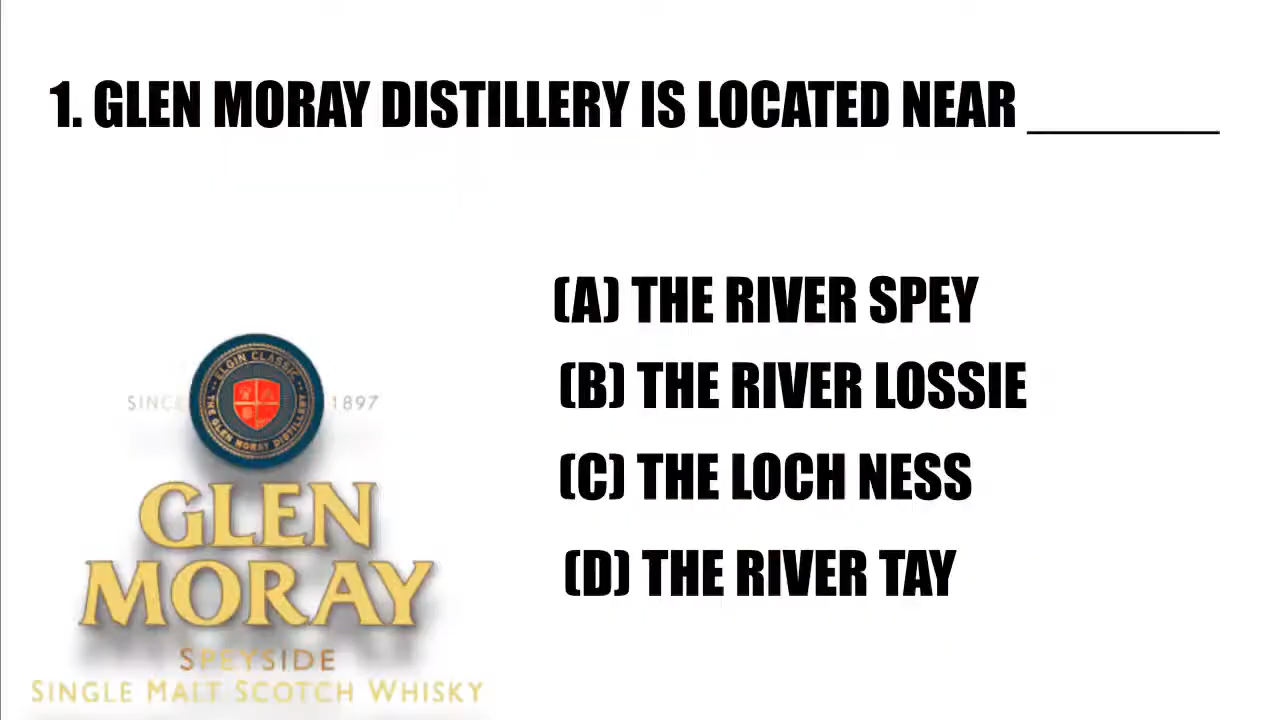 1. GLEN MORAY DISTILLERY IS LOCATED NEAR ________
(A) THE RIVER SPEY
(B) THE RIVER LOSSIE
(C) THE LOCH NESS
(D) THE RIVER TAY
ELGIN CLASSIC
SINCE 1897
THE GLEN MORAY DISTILLERY
GLEN
MORAY
SPEYSIDE
SINGLE MALT SCOTCH WHISKY